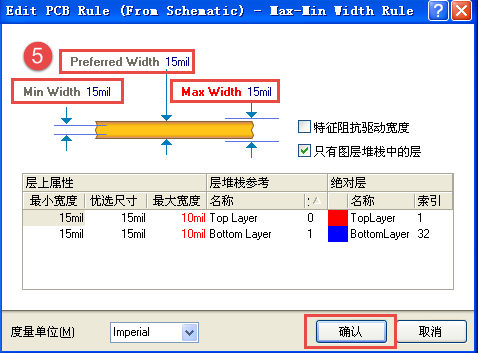 Edit PCB Rule (From Schematic) - Max-Min Width Rule
5
Preferred Width 15mil
Min Width 15mil
Max Width 15mil
特征阻抗驱动宽度
只有图层堆栈中的层
层上属性 层堆栈参考 绝对层
最小宽度 优选尺寸 最大宽度 名称 名称 索引
15mil 15mil 10mil Top Layer 0 TopLayer 1
15mil 15mil 10mil Bottom Layer 1 BottomLayer 32
度量单位(M) Imperial 确认 取消